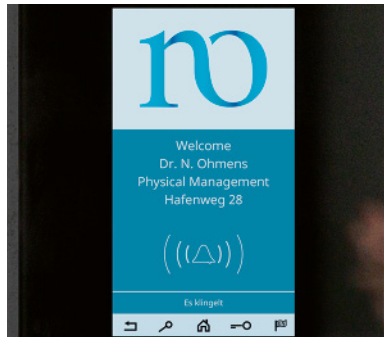 no
Welcome
Dr. N. Ohmens
Physical Management
Hafenweg 28
Es klingelt